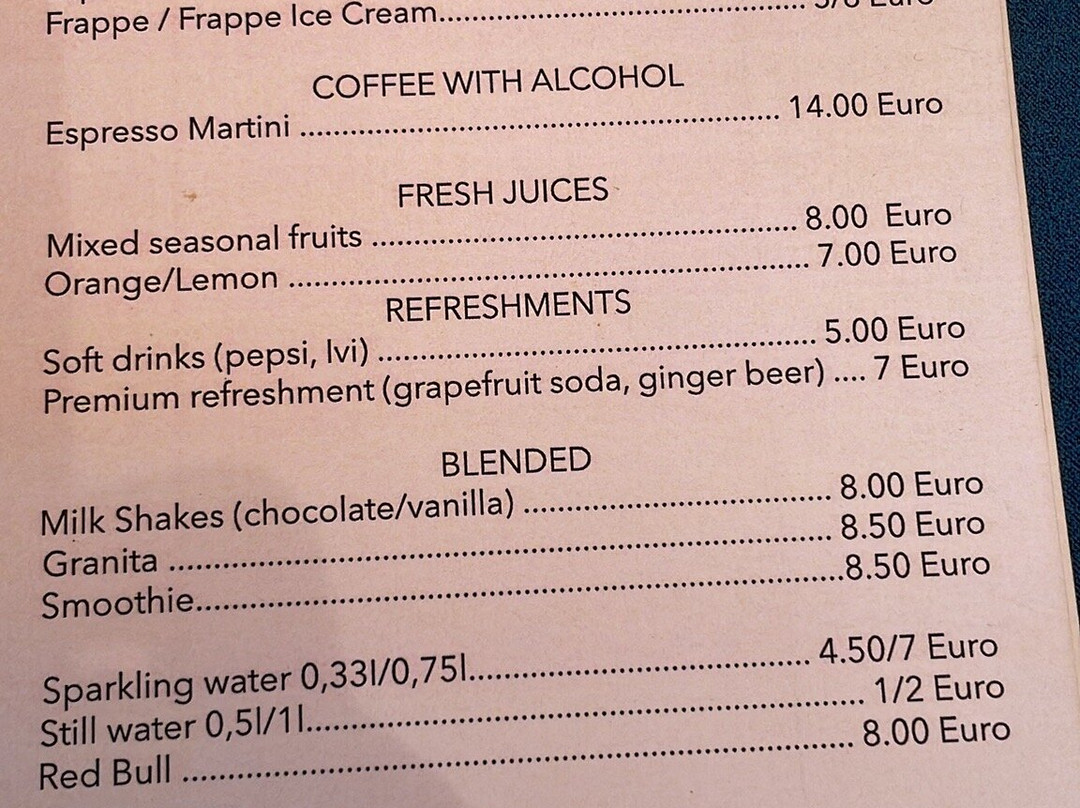 Frappe / Frappe Ice Cream.......................................... Euro
COFFEE WITH ALCOHOL
Espresso Martini ...................................................... 14.00 Euro
FRESH JUICES
Mixed seasonal fruits ................................................ 8.00 Euro
Orange/Lemon .......................................................... 7.00 Euro
REFRESHMENTS
Soft drinks (pepsi, lvi) ................................................. 5.00 Euro
Premium refreshment (grapefruit soda, ginger beer) .... 7 Euro
BLENDED
Milk Shakes (chocolate/vanilla) ................................... 8.00 Euro
Granita ........................................................................ 8.50 Euro
Smoothie......................................................................8.50 Euro
Sparkling water 0,33l/0,75l...................................... 4.50/7 Euro
Still water 0,5l/1l............................................................. 1/2 Euro
Red Bull ......................................................................... 8.00 Euro